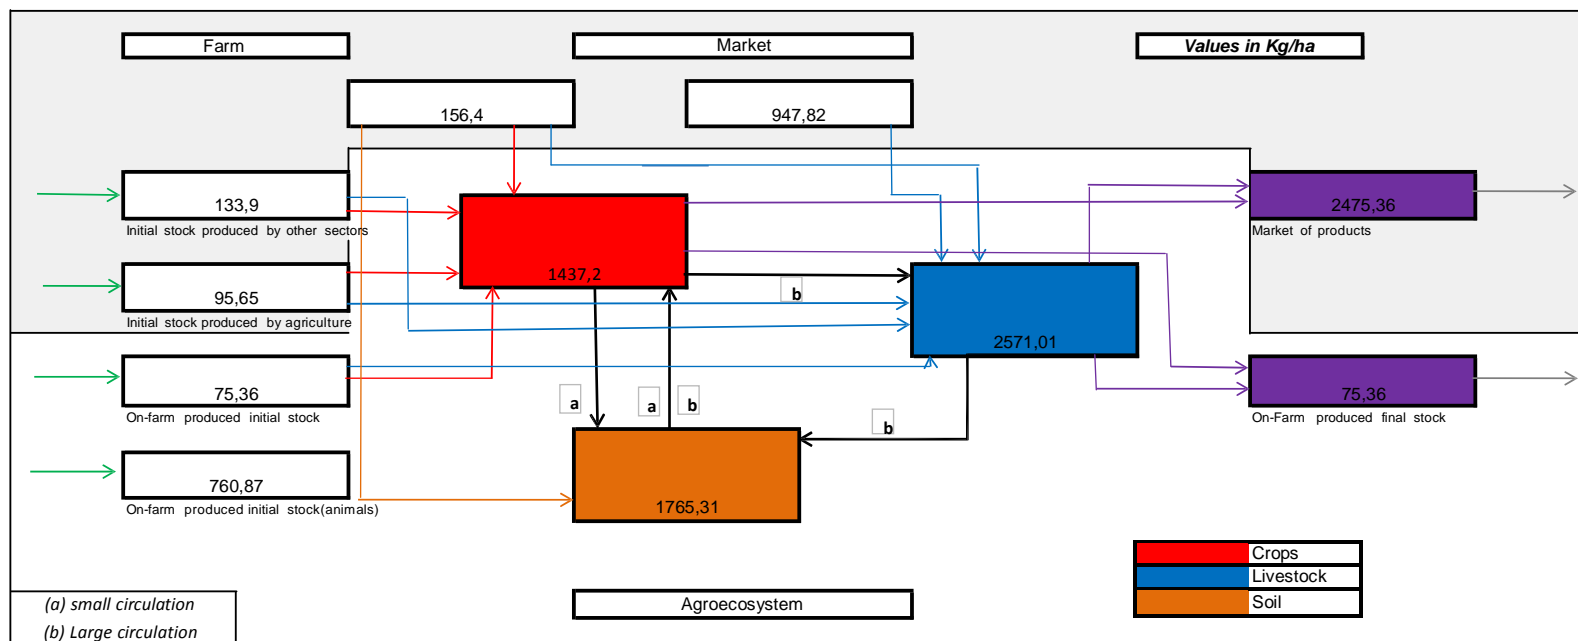 Farm
Market
Values in Kg/ha
156,4
947,82
133,9
Initial stock produced by other sectors
1437,2
2475,36
Market of products
95,65
Initial stock produced by agriculture
b
2571,01
75,36
On-farm produced initial stock
a
a
b
b
75,36
On-Farm produced final stock
760,87
On-farm produced initial stock(animals)
1765,31
Crops
Livestock
Soil
Agroecosystem
(a) small circulation
(b) Large circulation